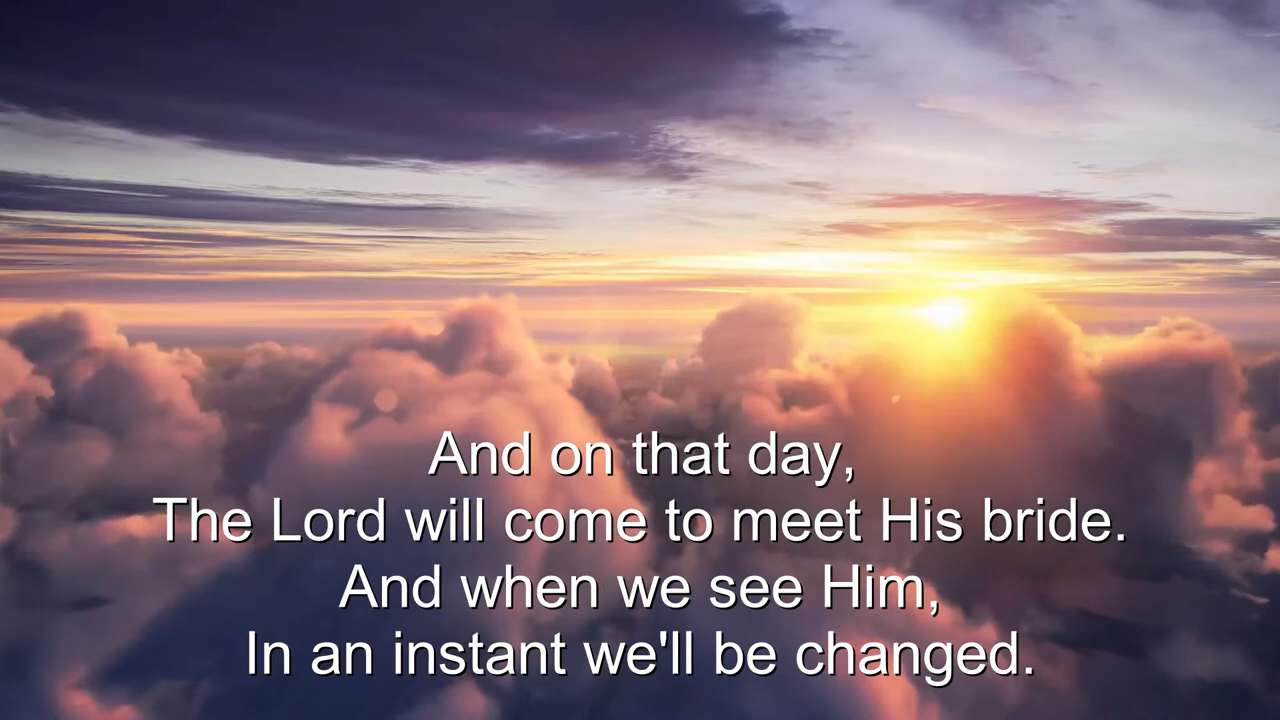 And on that day,
The Lord will come to meet His bride.
And when we see Him,
In an instant we'll be changed.